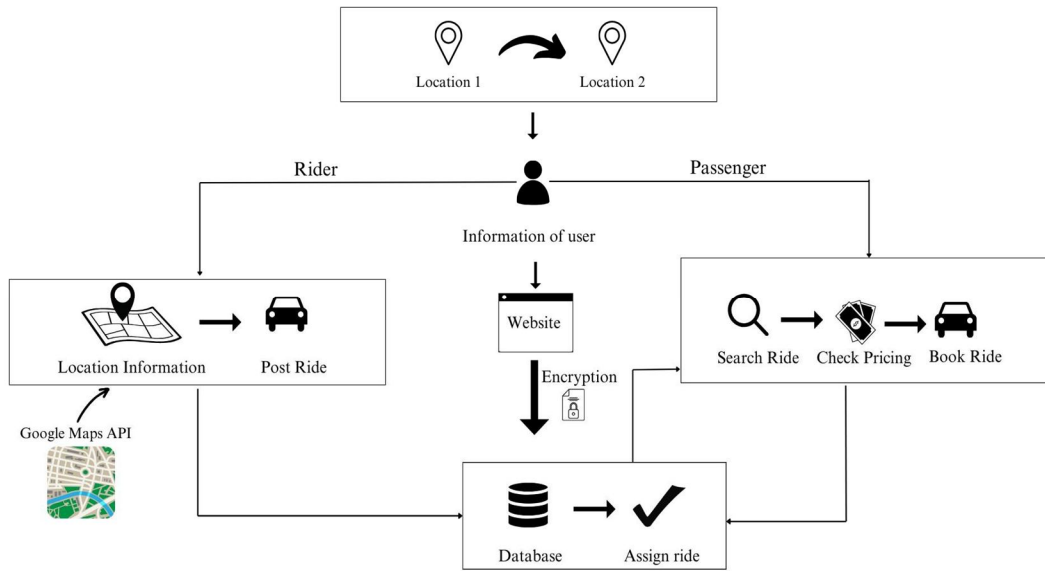 Location 1
Location 2
Rider
Passenger
Information of user
Website
Location Information
Post Ride
Search Ride
Check Pricing
Book Ride
Encryption
Google Maps API
Database
Assign ride